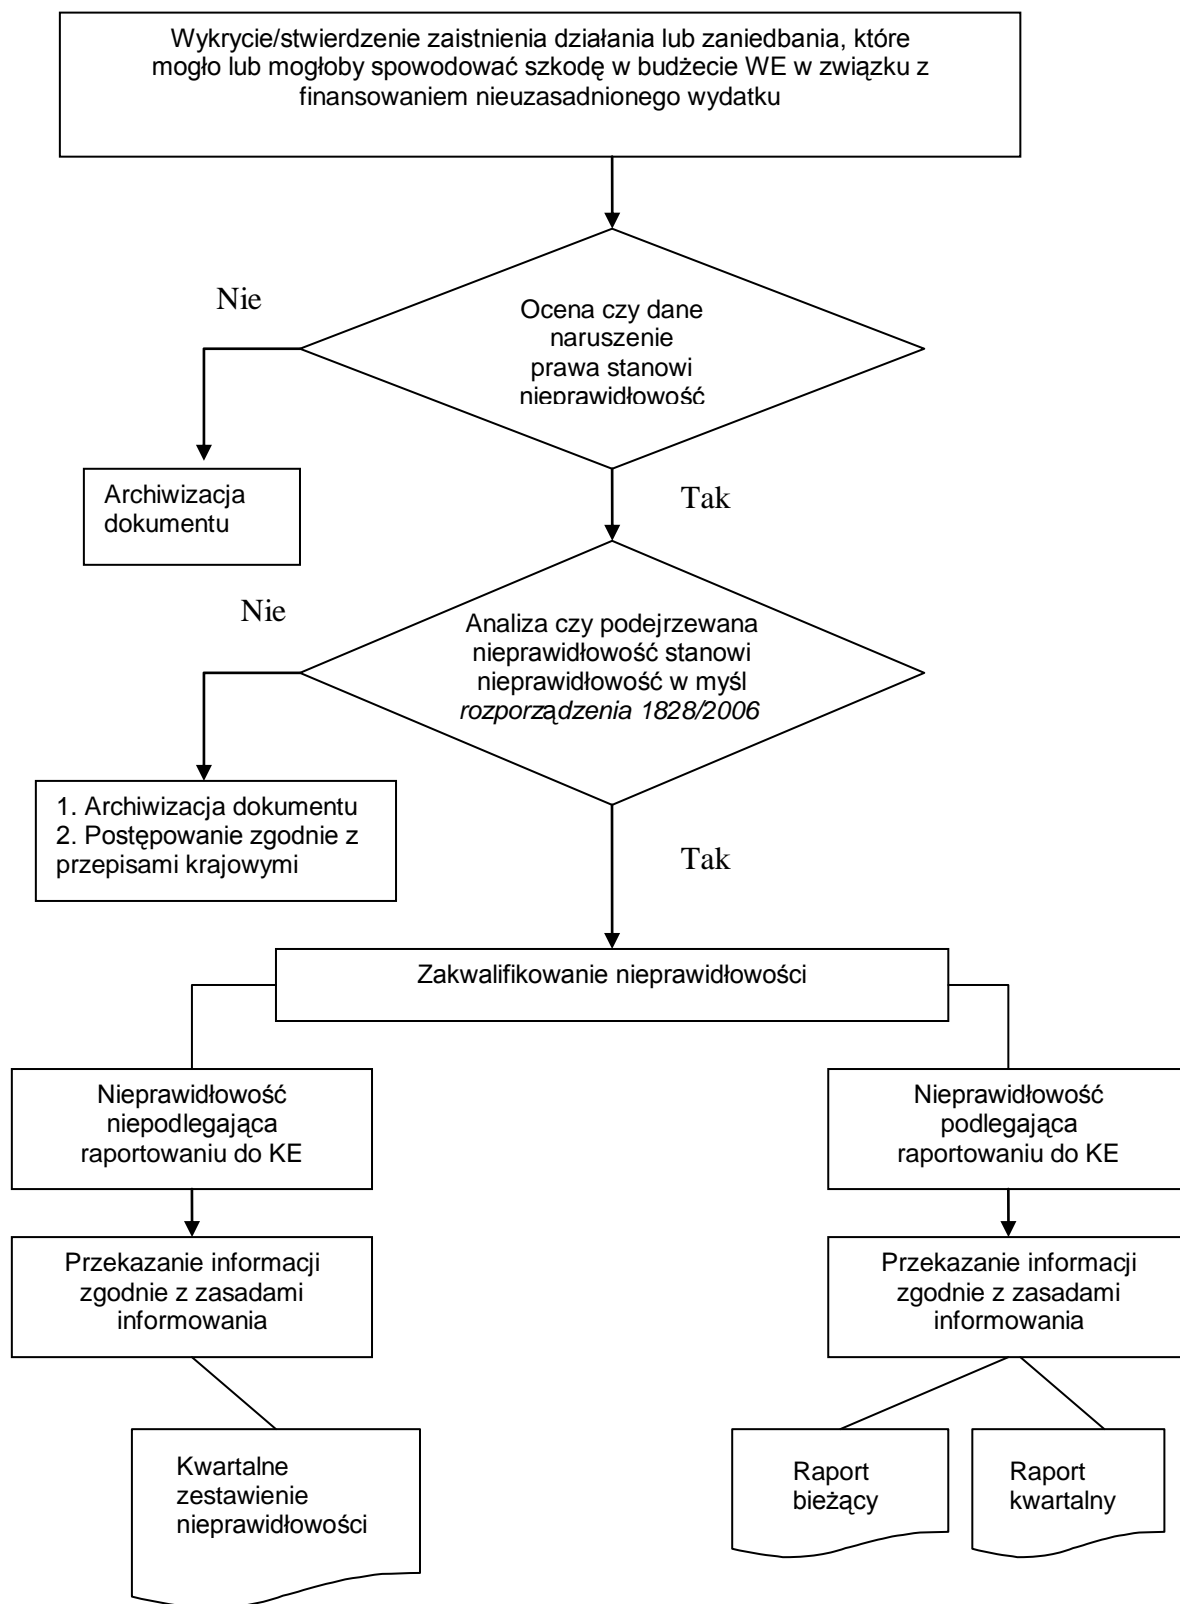 Wykrycie/stwierdzenie zaistnienia działania lub zaniedbania, które
mogło lub mogłoby spowodować szkodę w budżecie WE w związku z
finansowaniem nieuzasadnionego wydatku
Nie
Ocena czy dane
naruszenie
prawa stanowi
nieprawidłowość
Archiwizacja
dokumentu
Tak
Nie
Analiza czy podejrzewana
nieprawidłowość stanowi
nieprawidłowość w myśl
rozporządzenia 1828/2006
1. Archiwizacja dokumentu
2. Postępowanie zgodnie z
przepisami krajowymi
Tak
Zakwalifikowanie nieprawidłowości
Nieprawidłowość
niepodlegająca
raportowaniu do KE
Nieprawidłowość
podlegająca
raportowaniu do KE
Przekazanie informacji
zgodnie z zasadami
informowania
Przekazanie informacji
zgodnie z zasadami
informowania
Kwartalne
zestawienie
nieprawidłowości
Raport
bieżący
Raport
kwartalny